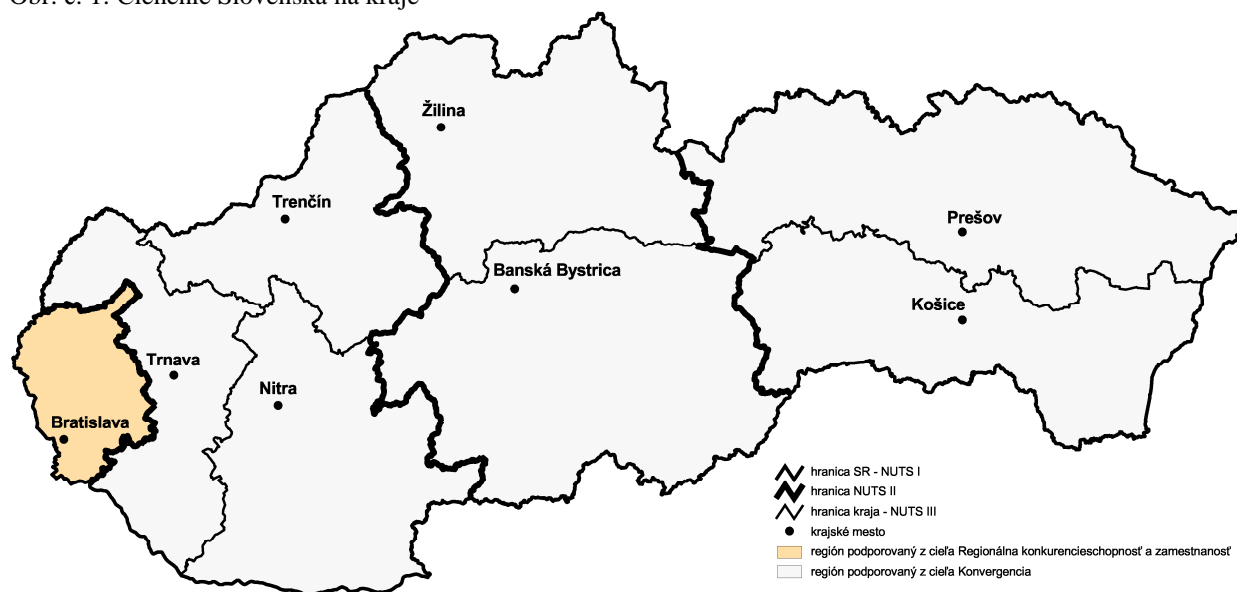 Obr. č. 1: Členenie Slovenska na kraje
Žilina
Trenčín
Prešov
Banská Bystrica
Košice
Trnava
Nitra
Bratislava
hranica SR - NUTS I
hranica NUTS II
hranica kraja - NUTS III
krajské mesto
región podporovaný z cieľa Regionálna konkurencieschopnosť a zamestnanosť
región podporovaný z cieľa Konvergencia